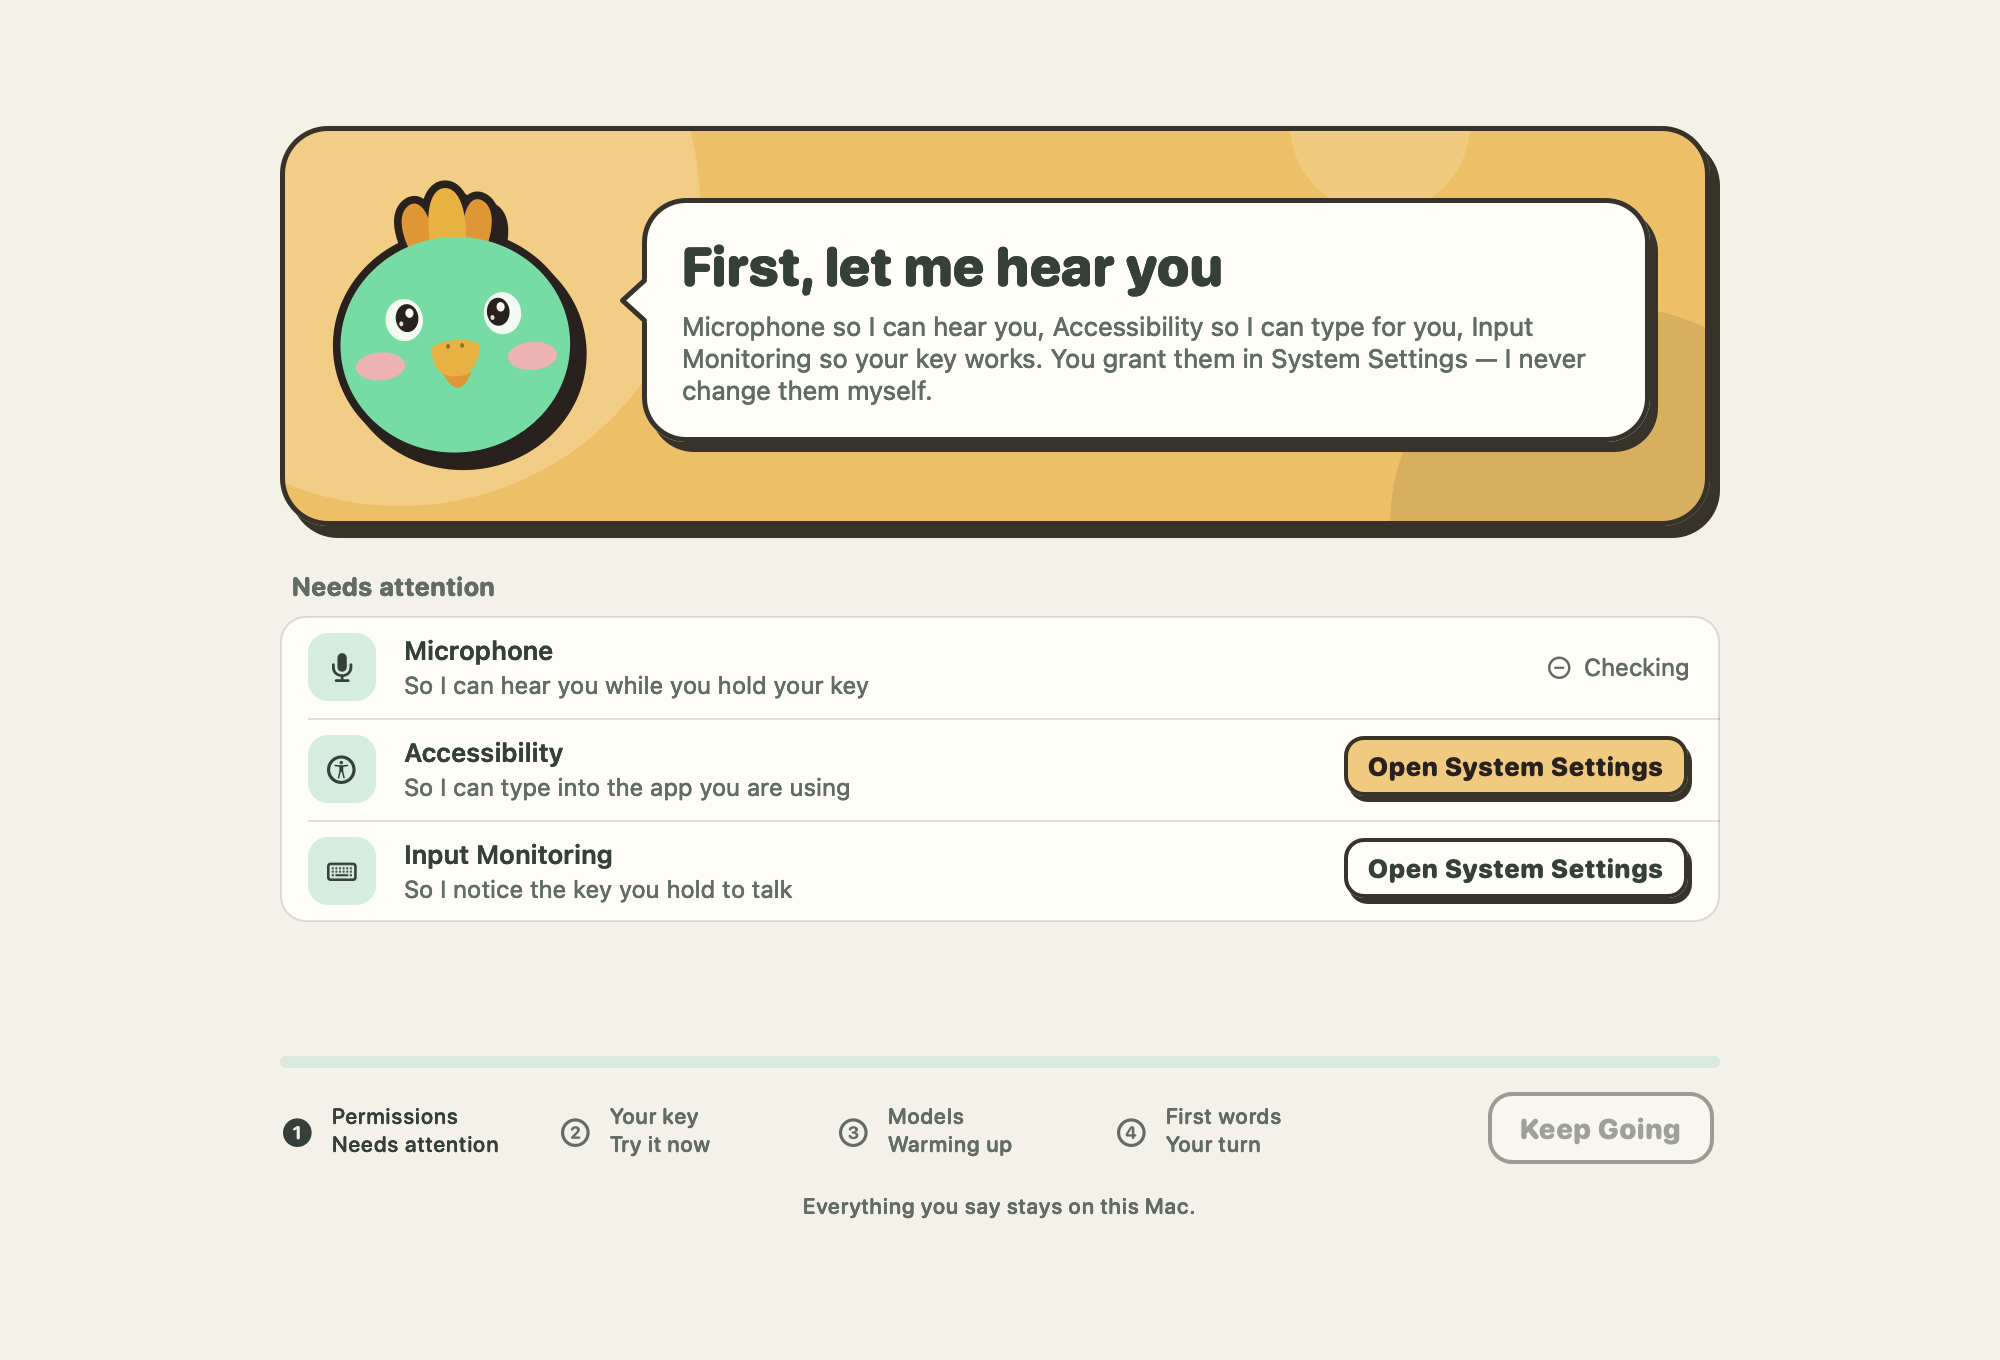 First, let me hear you
Microphone so I can hear you, Accessibility so I can type for you, Input
Monitoring so your key works. You grant them in System Settings — I never
change them myself.
Needs attention
Microphone
So I can hear you while you hold your key
Checking
Accessibility
So I can type into the app you are using
Open System Settings
Input Monitoring
So I notice the key you hold to talk
Open System Settings
1 Permissions
Needs attention
2 Your key
Try it now
3 Models
Warming up
4 First words
Your turn
Keep Going
Everything you say stays on this Mac.